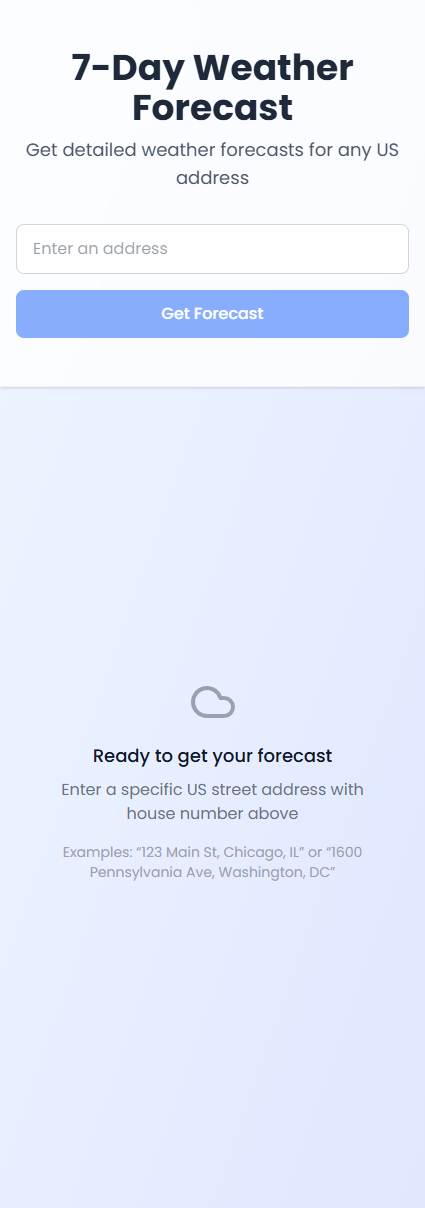 7-Day Weather
Forecast
Get detailed weather forecasts for any US
address
Enter an address
Get Forecast
Ready to get your forecast
Enter a specific US street address with
house number above
Examples: “123 Main St, Chicago, IL” or “1600
Pennsylvania Ave, Washington, DC”